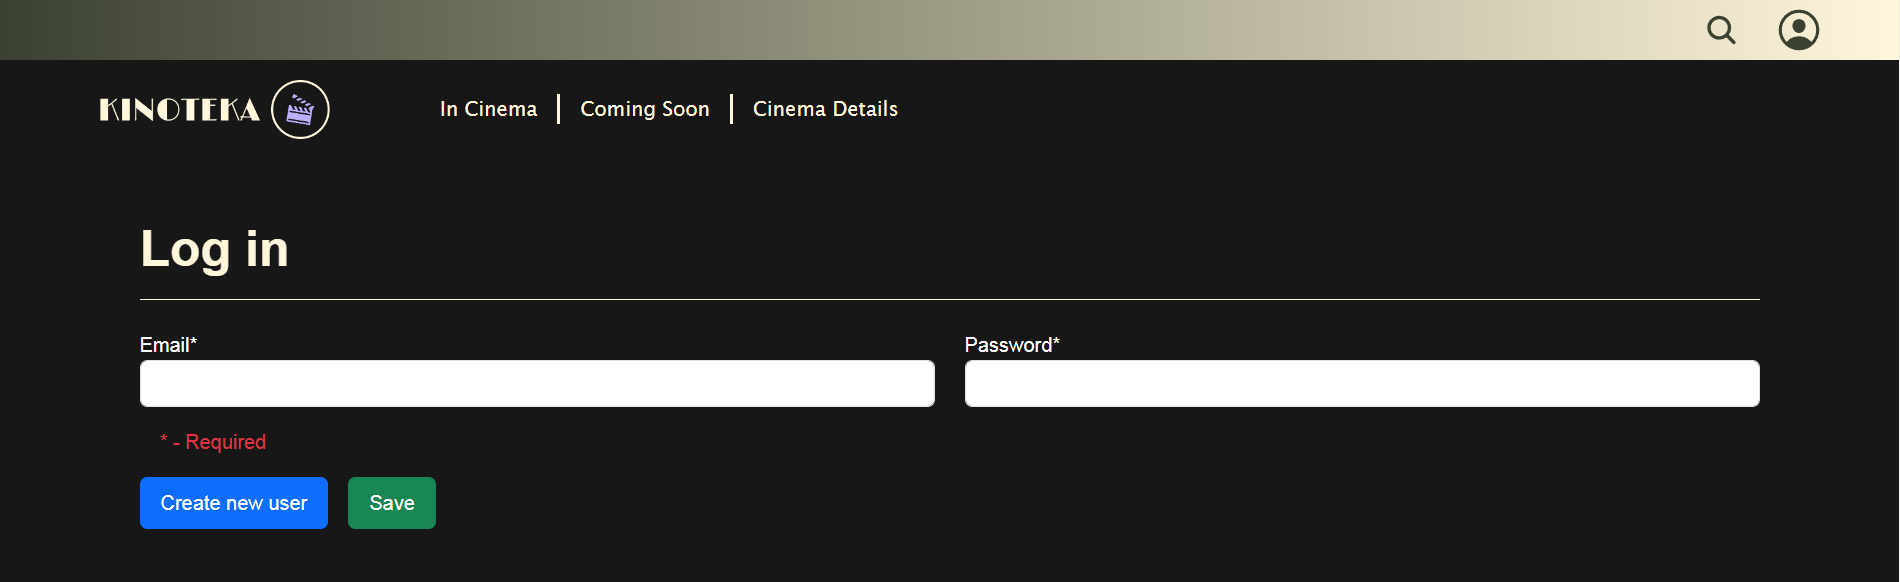 KINOTEKA
In Cinema
Coming Soon
Cinema Details
Log in
Email*
Password*
* - Required
Create new user
Save